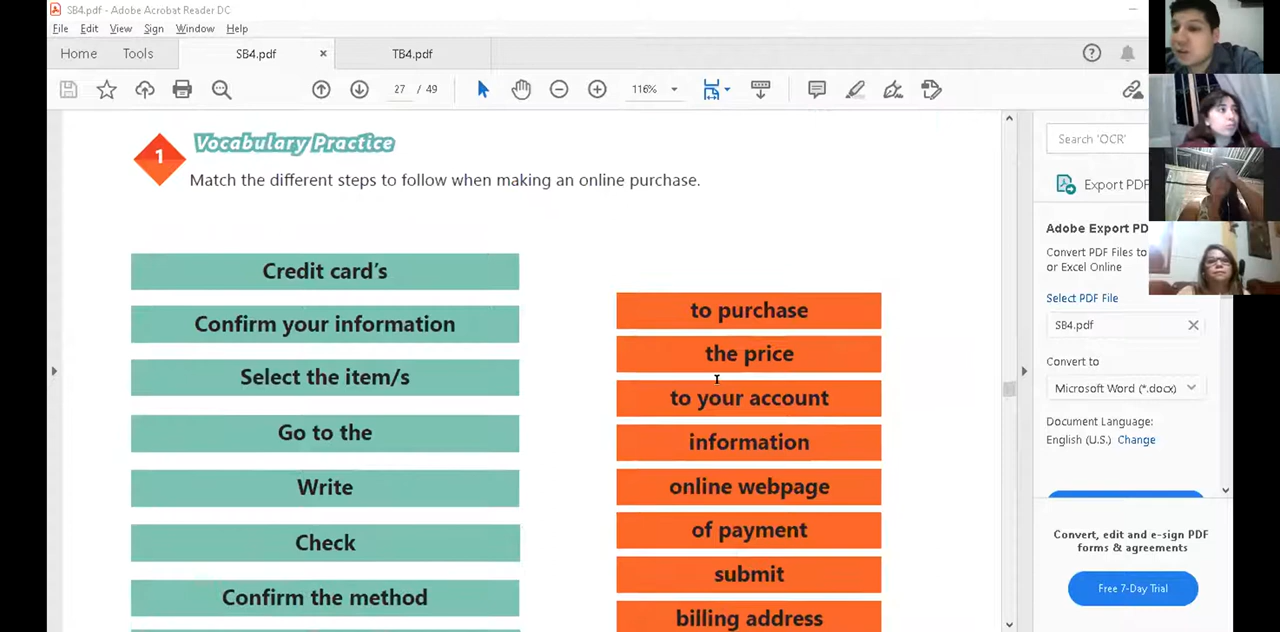 SB4.pdf - Adobe Acrobat Reader DC
File Edit View Sign Window Help
Home Tools SB4.pdf × TB4.pdf
27 / 49 116%
1
Vocabulary Practice
Match the different steps to follow when making an online purchase.
Credit card's
Confirm your information
Select the item/s
Go to the
Write
Check
Confirm the method
to purchase
the price
to your account
information
online webpage
of payment
submit
billing address
Search 'OCR'
Export PDF
Adobe Export PD
Convert PDF Files to
or Excel Online
Select PDF File
SB4.pdf
Convert to
Microsoft Word (*.docx)
Document Language:
English (U.S.) Change
Convert, edit and e-sign PDF
forms & agreements
Free 7-Day Trial